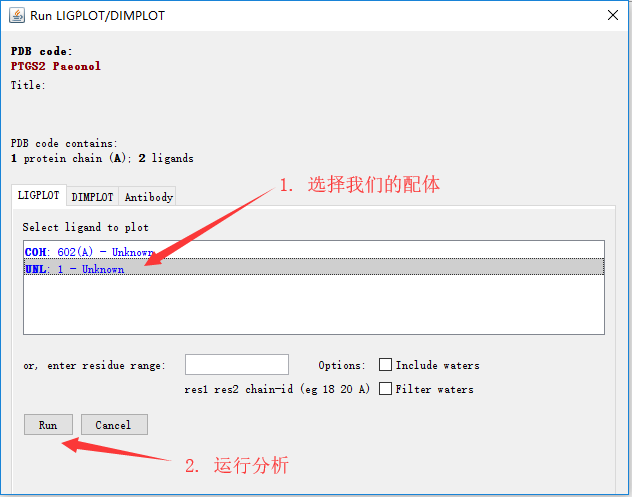 Run LIGPLOT/DIMPLOT
PDB code:
PTGS2 Paeonol
Title:
PDB code contains:
1 protein chain (A); 2 ligands
1. 选择我们的配体
LIGPLOT DIMPLOT Antibody
Select ligand to plot
COH: 602(A) - Unknown
UNL: 1 - Unknown
or, enter residue range: Options: Include waters
res1 res2 chain-id (eg 18 20 A) Filter waters
Run Cancel
2. 运行分析